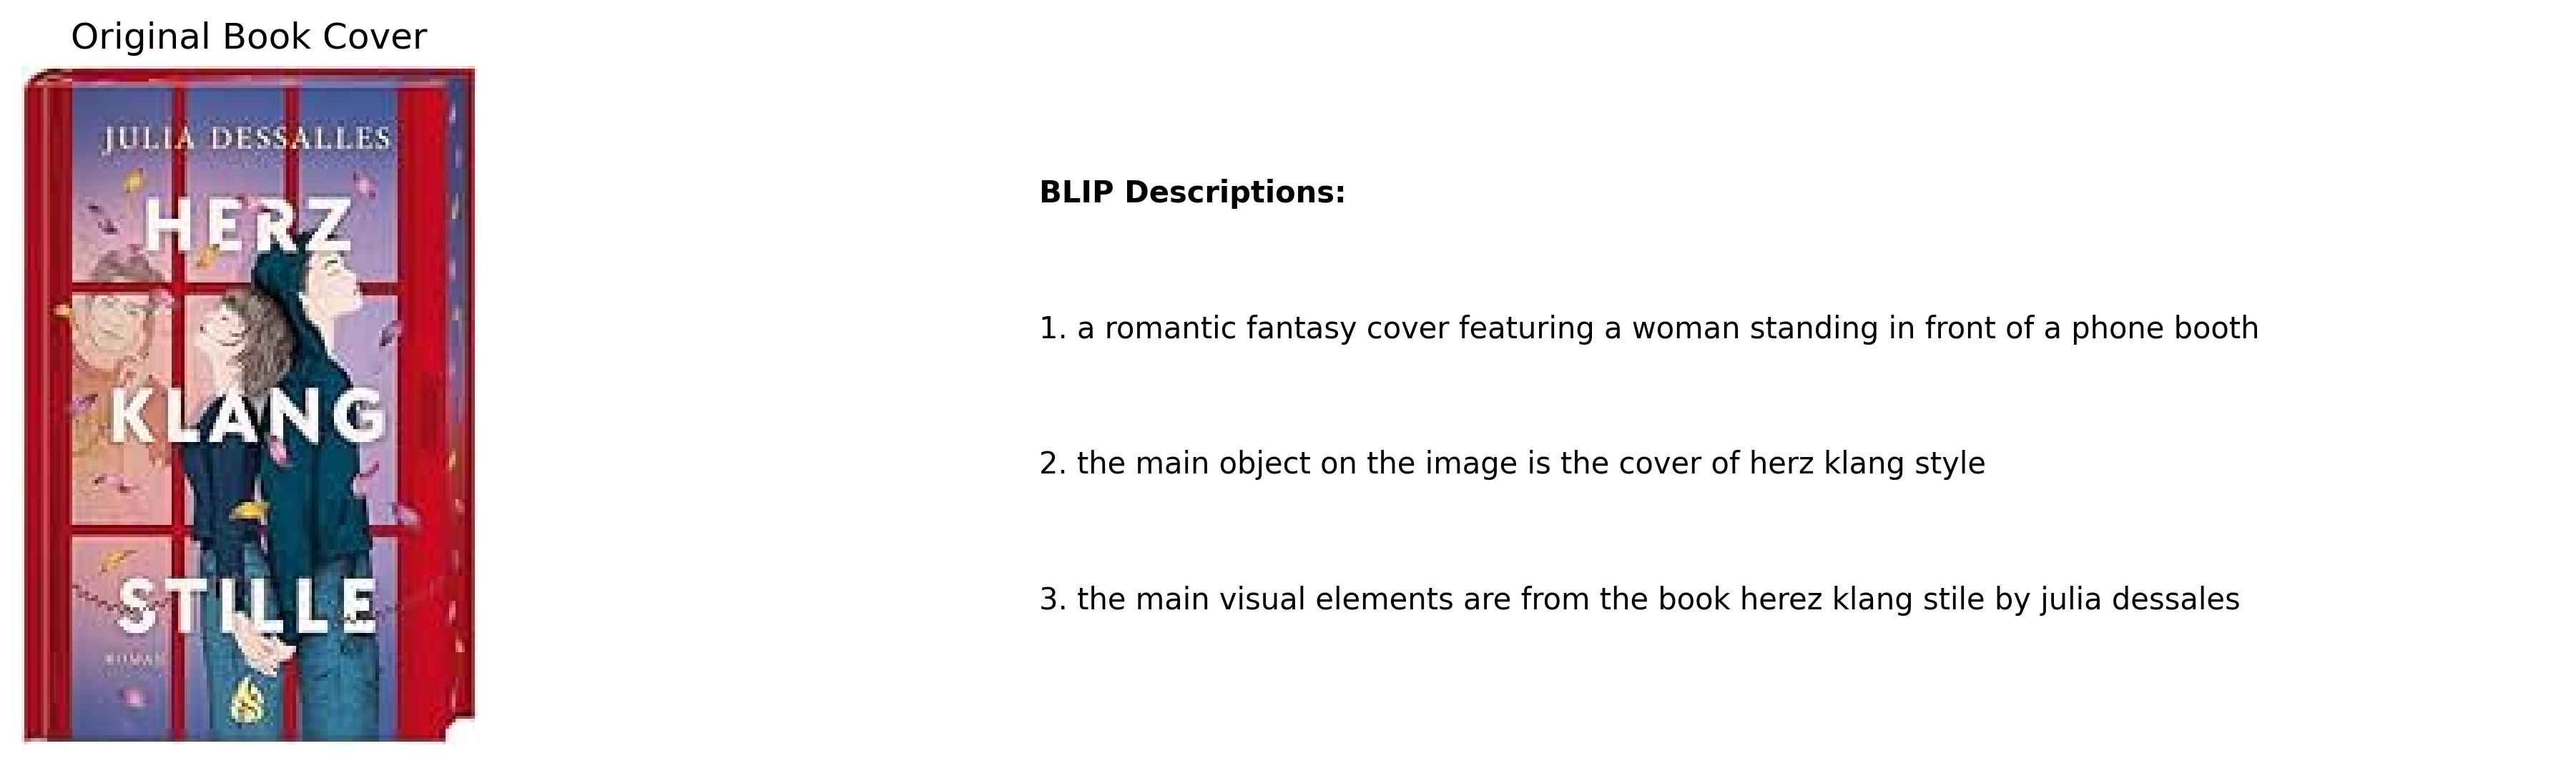 Original Book Cover
JULIA DESSALLES
HERZ
KLANG
STILLE
ROMAN
BLIP Descriptions:
1. a romantic fantasy cover featuring a woman standing in front of a phone booth
2. the main object on the image is the cover of herz klang style
3. the main visual elements are from the book herez klang stile by julia dessales